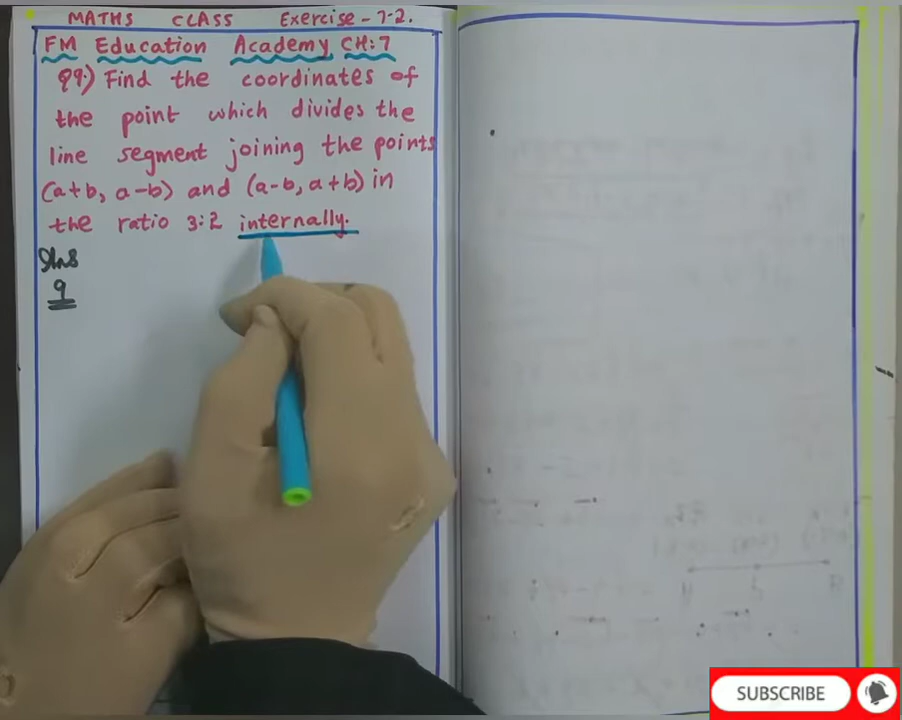 MATHS CLASS Exercise-7.2.
FM Education Academy CH:7
Q9.) Find the coordinates of
the point which divides the
line segment joining the points
(a+b, a-b) and (a-b, a+b) in
the ratio 3:2 internally.
Ans
9
SUBSCRIBE